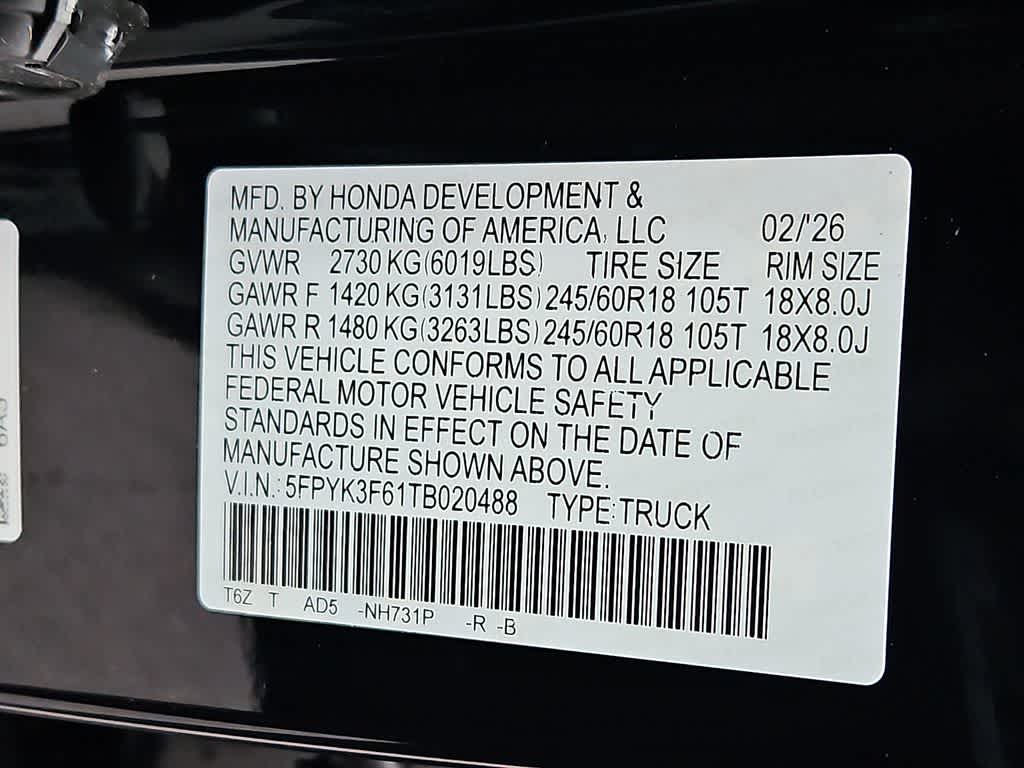 MFD. BY HONDA DEVELOPMENT &
MANUFACTURING OF AMERICA, LLC 02/'26
GVWR 2730 KG(6019LBS) TIRE SIZE RIM SIZE
GAWR F 1420 KG(3131LBS) 245/60R18 105T 18X8.0J
GAWR R 1480 KG(3263LBS) 245/60R18 105T 18X8.0J
THIS VEHICLE CONFORMS TO ALL APPLICABLE
FEDERAL MOTOR VEHICLE SAFETY
STANDARDS IN EFFECT ON THE DATE OF
MANUFACTURE SHOWN ABOVE.
V.I.N.: 5FPYK3F61TB020488 TYPE:TRUCK
T6Z T AD5 -NH731P -R -B